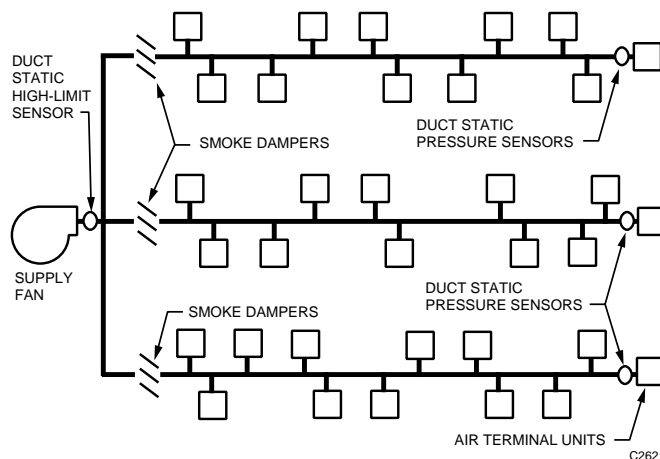 DUCT
STATIC
HIGH-LIMIT
SENSOR
SMOKE DAMPERS
DUCT STATIC
PRESSURE SENSORS
SUPPLY
FAN
SMOKE DAMPERS
DUCT STATIC
PRESSURE SENSORS
AIR TERMINAL UNITS
C262